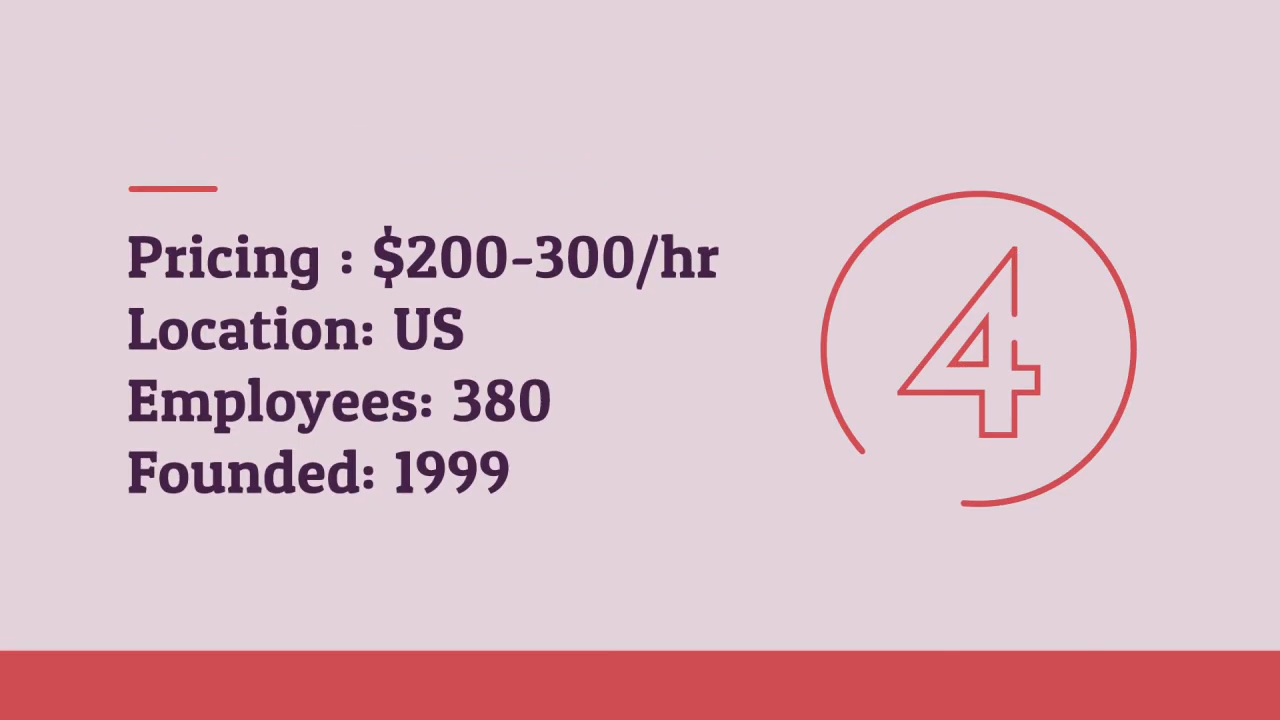 Pricing : $200-300/hr
Location: US
Employees: 380
Founded: 1999
4